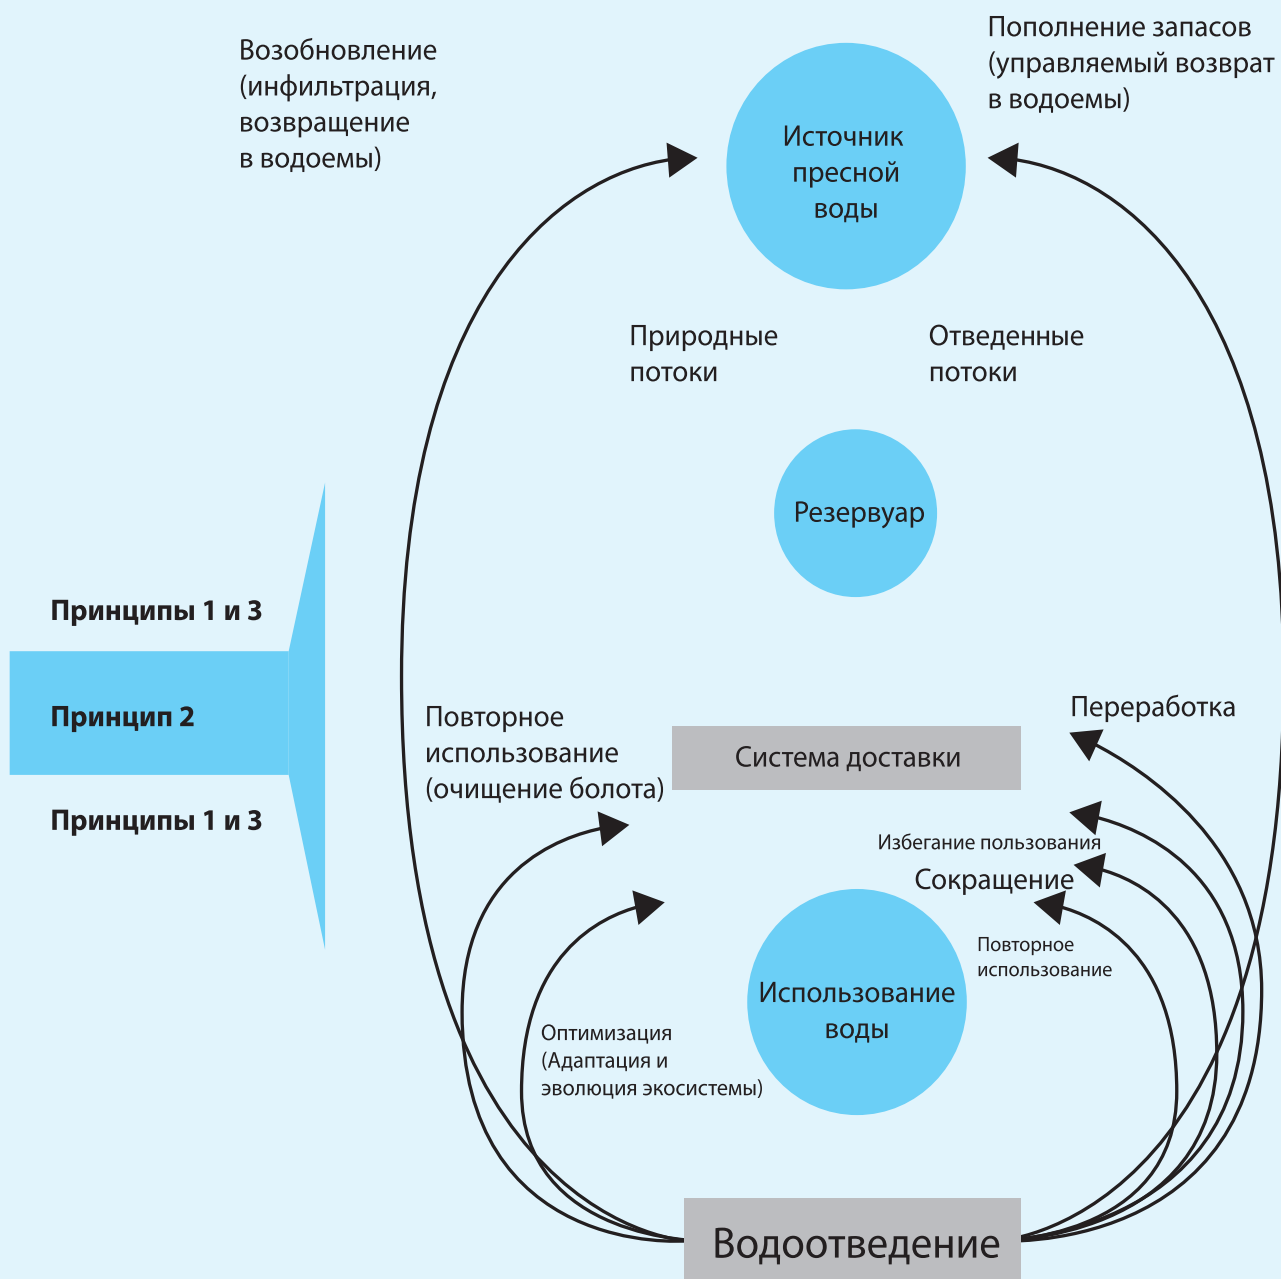 Возобновление
(инфильтрация,
возвращение
в водоемы)
Пополнение запасов
(управляемый возврат
в водоемы)
Источник
пресной
воды
Природные
потоки
Отведенные
потоки
Резервуар
Принципы 1 и 3
Принцип 2
Принципы 1 и 3
Повторное
использование
(очищение болота)
Система доставки
Переработка
Избегание пользования
Сокращение
Повторное
использование
Использование
воды
Оптимизация
(Адаптация и
эволюция экосистемы)
Водоотведение